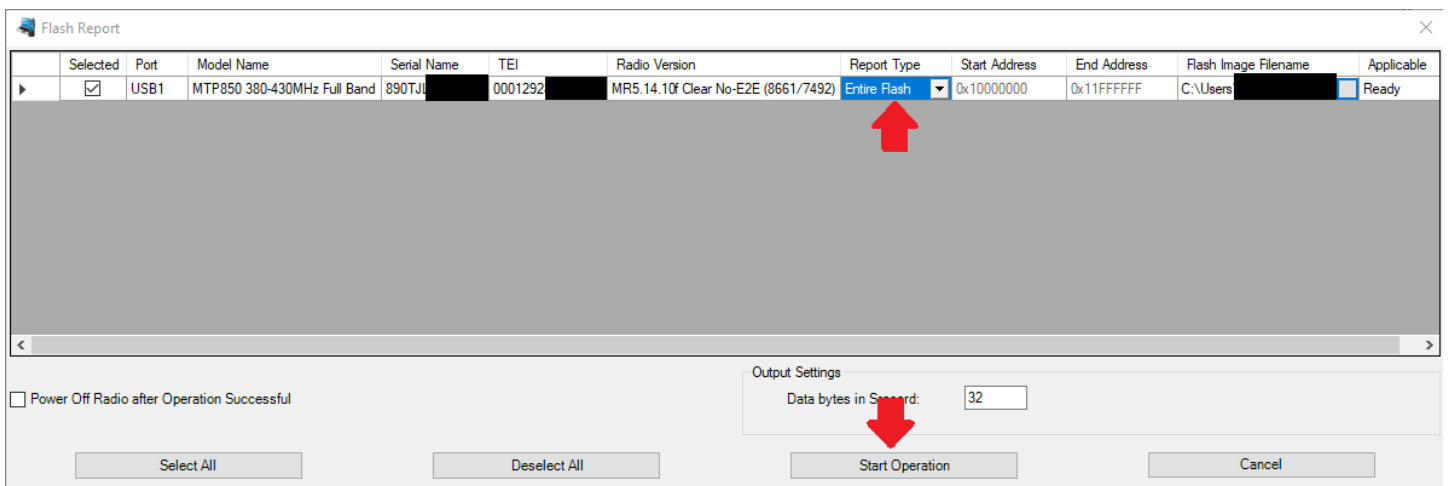 Flash Report
Selected Port Model Name Serial Name TEI Radio Version Report Type Start Address End Address Flash Image Filename Applicable
USB1 MTP850 380-430MHz Full Band 890TJL 0001292 MR5.14.10f Clear No-E2E (8661/7492) Entire Flash 0x10000000 0x11FFFFFF C:\Users\ Ready
Output Settings
Power Off Radio after Operation Successful Data bytes in 32
Select All Deselect All Start Operation Cancel